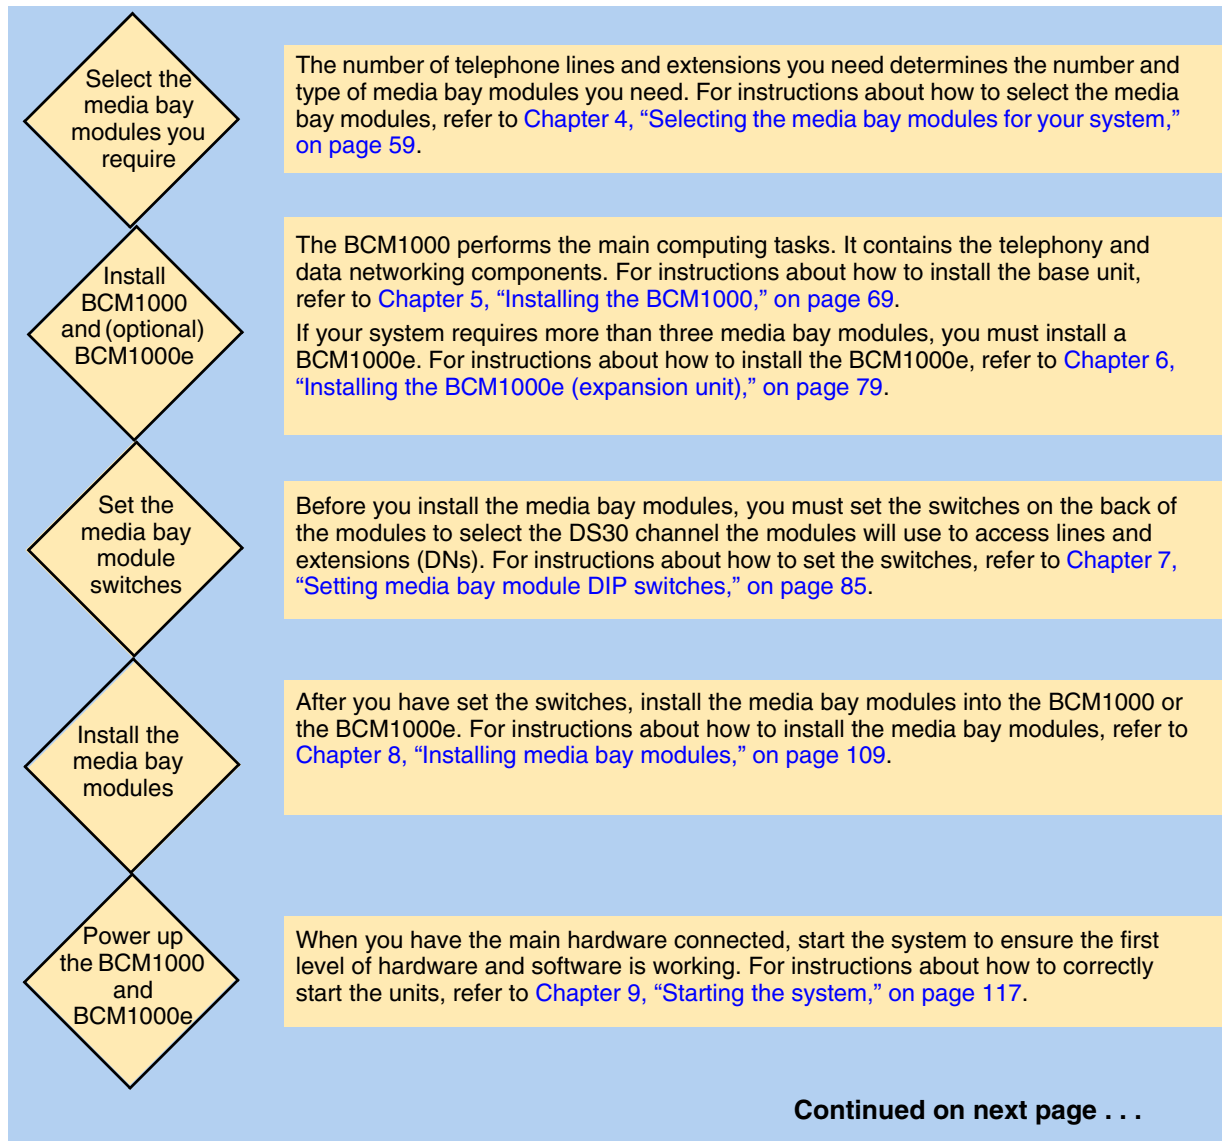 Select the
media bay
modules you
require
The number of telephone lines and extensions you need determines the number and
type of media bay modules you need. For instructions about how to select the media
bay modules, refer to Chapter 4, “Selecting the media bay modules for your system,”
on page 59.
Install
BCM1000
and (optional)
BCM1000e
The BCM1000 performs the main computing tasks. It contains the telephony and
data networking components. For instructions about how to install the base unit,
refer to Chapter 5, “Installing the BCM1000,” on page 69.
If your system requires more than three media bay modules, you must install a
BCM1000e. For instructions about how to install the BCM1000e, refer to Chapter 6,
“Installing the BCM1000e (expansion unit),” on page 79.
Set the
media bay
module
switches
Before you install the media bay modules, you must set the switches on the back of
the modules to select the DS30 channel the modules will use to access lines and
extensions (DNs). For instructions about how to set the switches, refer to Chapter 7,
“Setting media bay module DIP switches,” on page 85.
Install the
media bay
modules
After you have set the switches, install the media bay modules into the BCM1000 or
the BCM1000e. For instructions about how to install the media bay modules, refer to
Chapter 8, “Installing media bay modules,” on page 109.
Power up
the BCM1000
and
BCM1000e
When you have the main hardware connected, start the system to ensure the first
level of hardware and software is working. For instructions about how to correctly
start the units, refer to Chapter 9, “Starting the system,” on page 117.
Continued on next page . . .